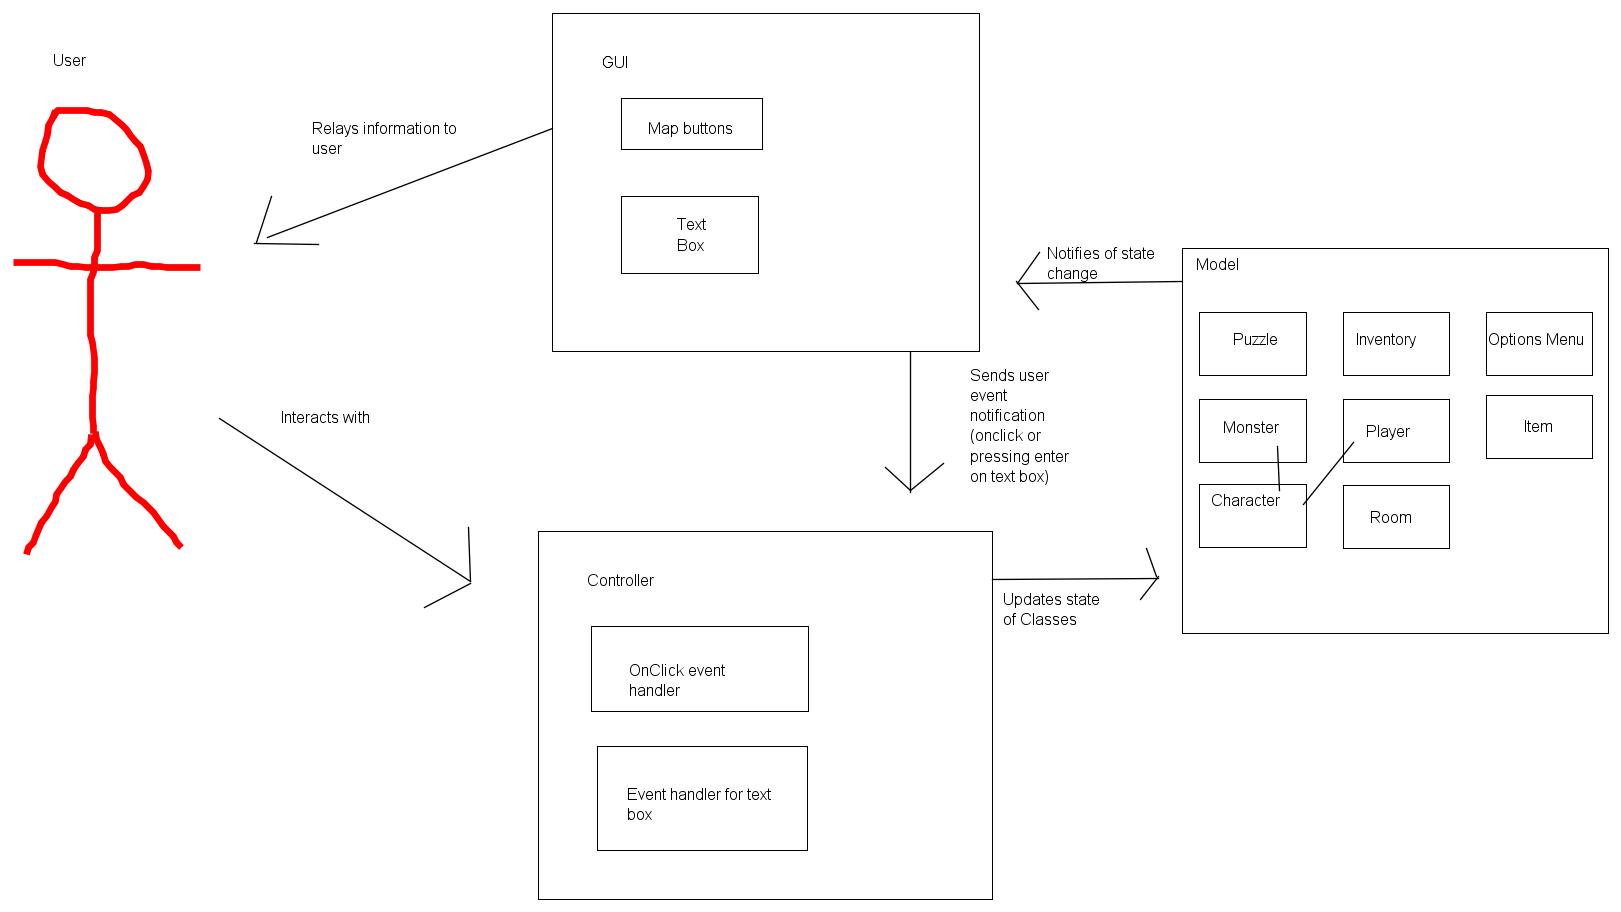 User
GUI
Map buttons
Text
Box
Relays information to
user
Notifies of state
change
Model
Puzzle
Inventory
Options Menu
Monster
Player
Item
Character
Room
Sends user
event
notification
(onclick or
pressing enter
on text box)
Interacts with
Controller
OnClick event
handler
Event handler for text
box
Updates state
of Classes